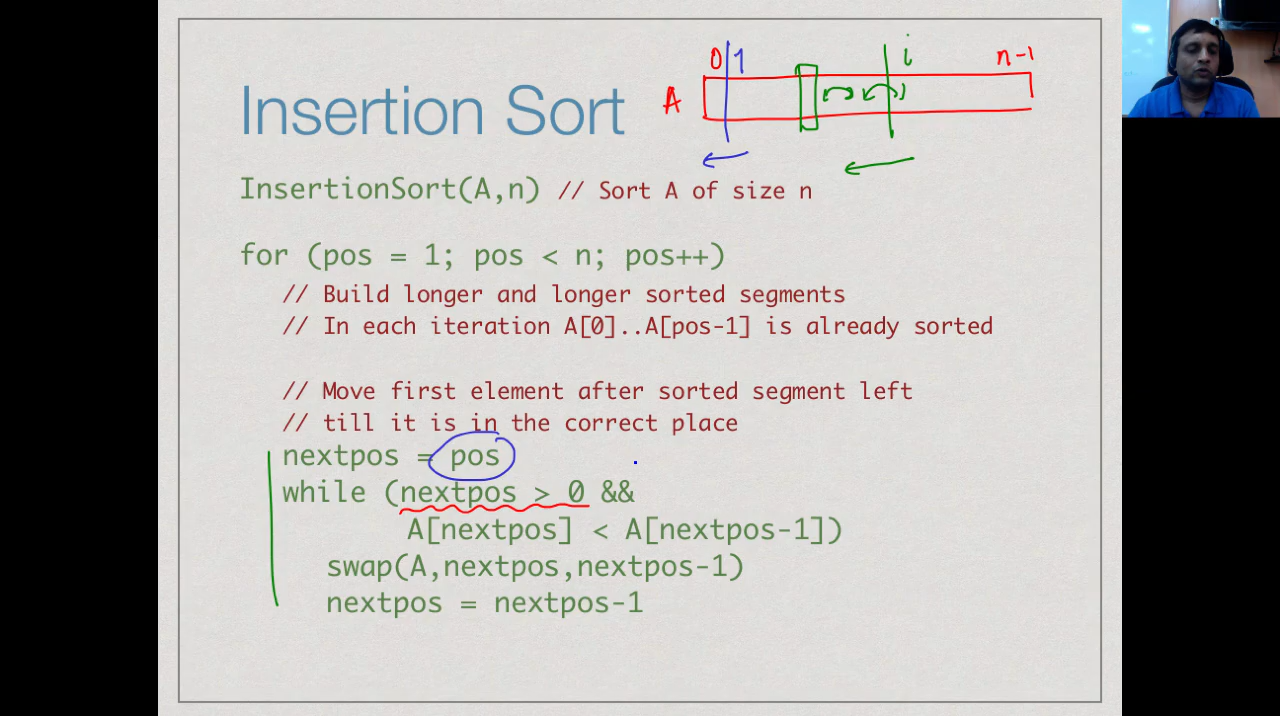 0 1 i n-1
A
Insertion Sort
InsertionSort(A,n) // Sort A of size n
for (pos = 1; pos < n; pos++)
// Build longer and longer sorted segments
// In each iteration A[0]..A[pos-1] is already sorted
// Move first element after sorted segment left
// till it is in the correct place
nextpos = pos
while (nextpos > 0 &&
A[nextpos] < A[nextpos-1])
swap(A,nextpos,nextpos-1)
nextpos = nextpos-1